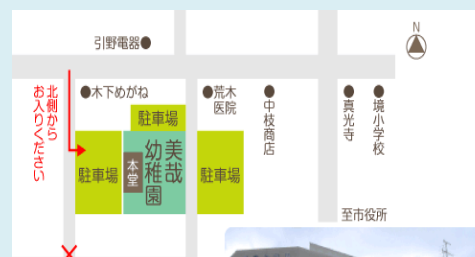 N
引野電器
木下めがね
荒木
医院
中枝商店
真光寺
境小学校
北側から
お入りください
駐車場
駐車場
本堂
美哉
幼稚園
駐車場
至市役所